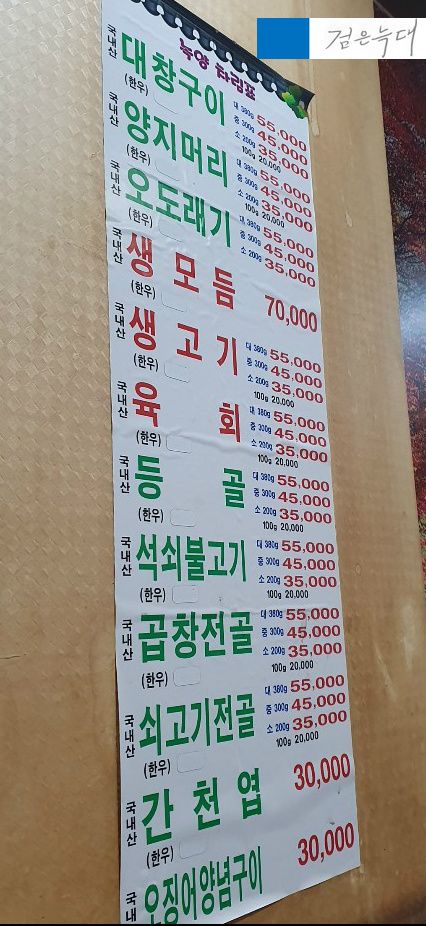 검은늑대
녹양 차림표
국내산 대창구이 (한우) 대 380g 55,000
중 300g 45,000
소 200g 35,000
100g 20,000
국내산 양지머리 (한우) 대 380g 55,000
중 300g 45,000
소 200g 35,000
100g 20,000
국내산 오도래기 (한우) 대 380g 55,000
중 300g 45,000
소 200g 35,000
국내산 생모듬 (한우) 70,000
국내산 생고기 (한우) 대 380g 55,000
중 300g 45,000
소 200g 35,000
100g 20,000
국내산 육회 (한우) 대 380g 55,000
중 300g 45,000
소 200g 35,000
100g 20,000
국내산 등골 (한우) 대 380g 55,000
중 300g 45,000
소 200g 35,000
100g 20,000
국내산 석쇠불고기 (한우) 대 380g 55,000
중 300g 45,000
소 200g 35,000
100g 20,000
국내산 곱창전골 (한우) 대 380g 55,000
중 300g 45,000
소 200g 35,000
100g 20,000
국내산 쇠고기전골 (한우) 대 380g 55,000
중 300g 45,000
소 200g 35,000
100g 20,000
국내산 간천엽 (한우) 30,000
국내 오징어양념구이 30,000